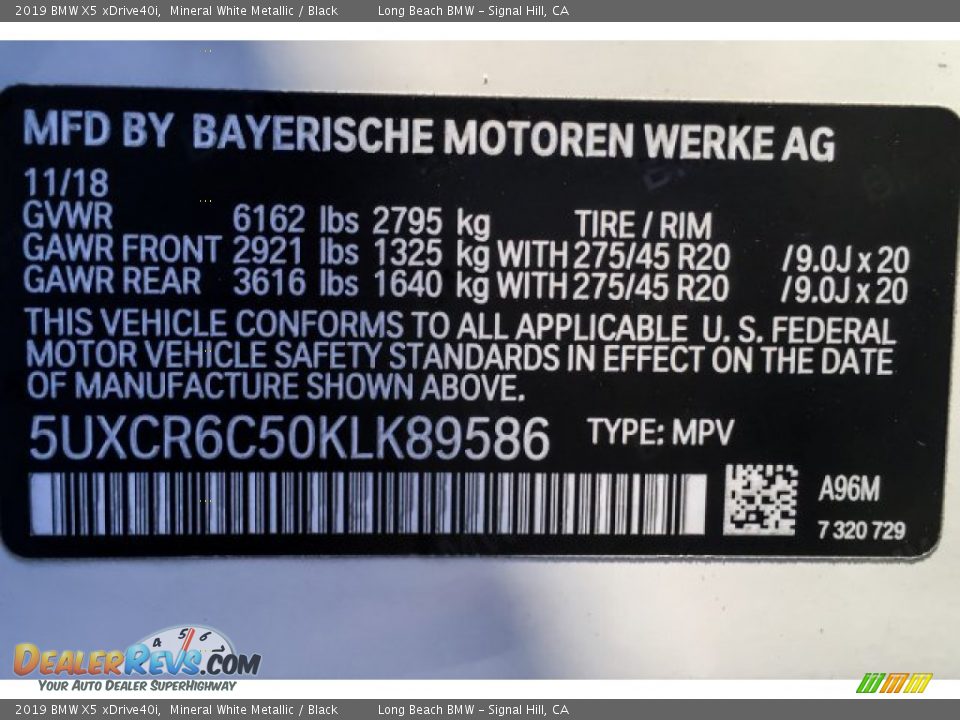 2019 BMW X5 xDrive40i, Mineral White Metallic / Black Long Beach BMW - Signal Hill, CA
MFD BY BAYERISCHE MOTOREN WERKE AG
11/18
GVWR 6162 lbs 2795 kg TIRE / RIM
GAWR FRONT 2921 lbs 1325 kg WITH 275/45 R20 /9.0J x 20
GAWR REAR 3616 lbs 1640 kg WITH 275/45 R20 /9.0J x 20
THIS VEHICLE CONFORMS TO ALL APPLICABLE U. S. FEDERAL
MOTOR VEHICLE SAFETY STANDARDS IN EFFECT ON THE DATE
OF MANUFACTURE SHOWN ABOVE.
5UXCR6C50KLK89586 TYPE: MPV
A96M
7 320 729
4 5 6 7
DEALERREVS.COM
YOUR AUTO DEALER SUPERHIGHWAY
2019 BMW X5 xDrive40i, Mineral White Metallic / Black Long Beach BMW - Signal Hill, CA